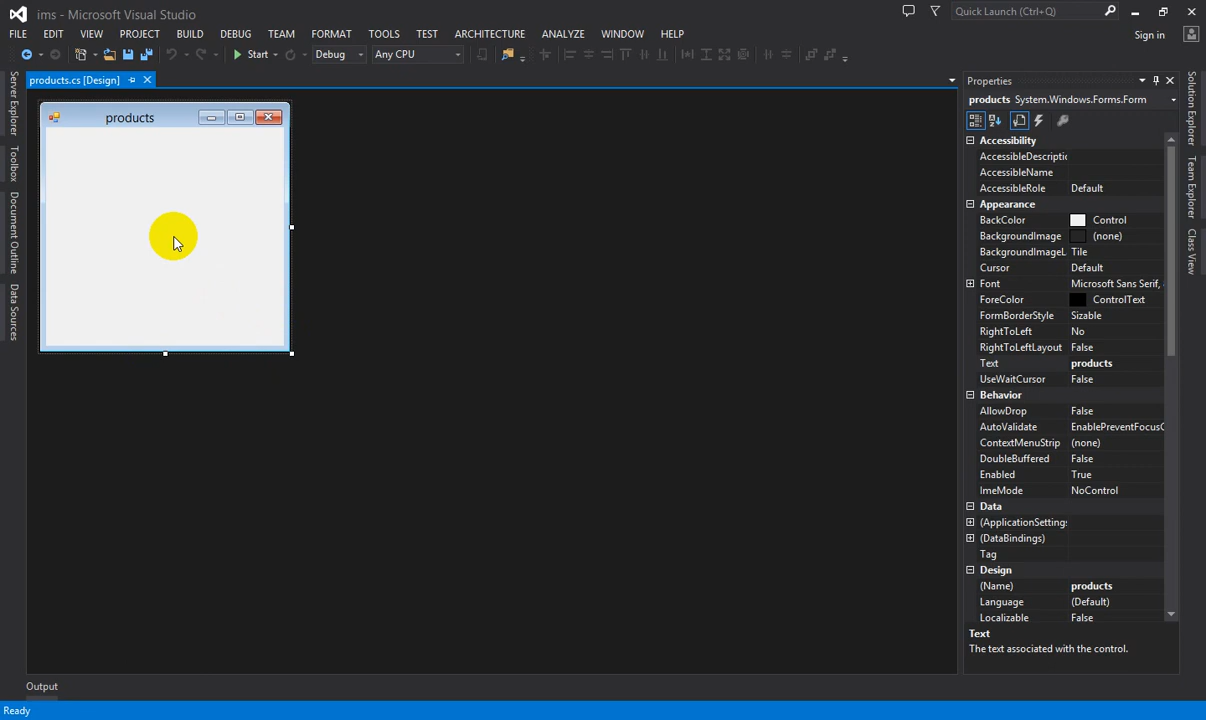 ims - Microsoft Visual Studio
Quick Launch (Ctrl+Q)
FILE EDIT VIEW PROJECT BUILD DEBUG TEAM FORMAT TOOLS TEST ARCHITECTURE ANALYZE WINDOW HELP
Sign in
Start Debug Any CPU
Server Explorer
Toolbox
Document Outline
Data Sources
products.cs [Design]
products
Properties
products System.Windows.Forms.Form
Accessibility
AccessibleDescriptic
AccessibleName
AccessibleRole Default
Appearance
BackColor Control
BackgroundImage (none)
BackgroundImageL Tile
Cursor Default
Font Microsoft Sans Serif,
ForeColor ControlText
FormBorderStyle Sizable
RightToLeft No
RightToLeftLayout False
Text products
UseWaitCursor False
Behavior
AllowDrop False
AutoValidate EnablePreventFocusC
ContextMenuStrip (none)
DoubleBuffered False
Enabled True
ImeMode NoControl
Data
(ApplicationSettings
(DataBindings)
Tag
Design
(Name) products
Language (Default)
Localizable False
Text
The text associated with the control.
Solution Explorer
Team Explorer
Class View
Output
Ready